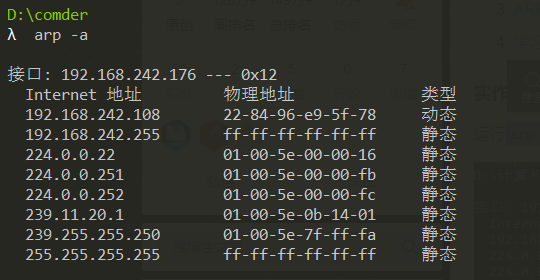 D:\comder
λ arp -a
接口: 192.168.242.176 --- 0x12
Internet 地址 物理地址 类型
192.168.242.108 22-84-96-e9-5f-78 动态
192.168.242.255 ff-ff-ff-ff-ff-ff 静态
224.0.0.22 01-00-5e-00-00-16 静态
224.0.0.251 01-00-5e-00-00-fb 静态
224.0.0.252 01-00-5e-00-00-fc 静态
239.11.20.1 01-00-5e-0b-14-01 静态
239.255.255.250 01-00-5e-7f-ff-fa 静态
255.255.255.255 ff-ff-ff-ff-ff-ff 静态